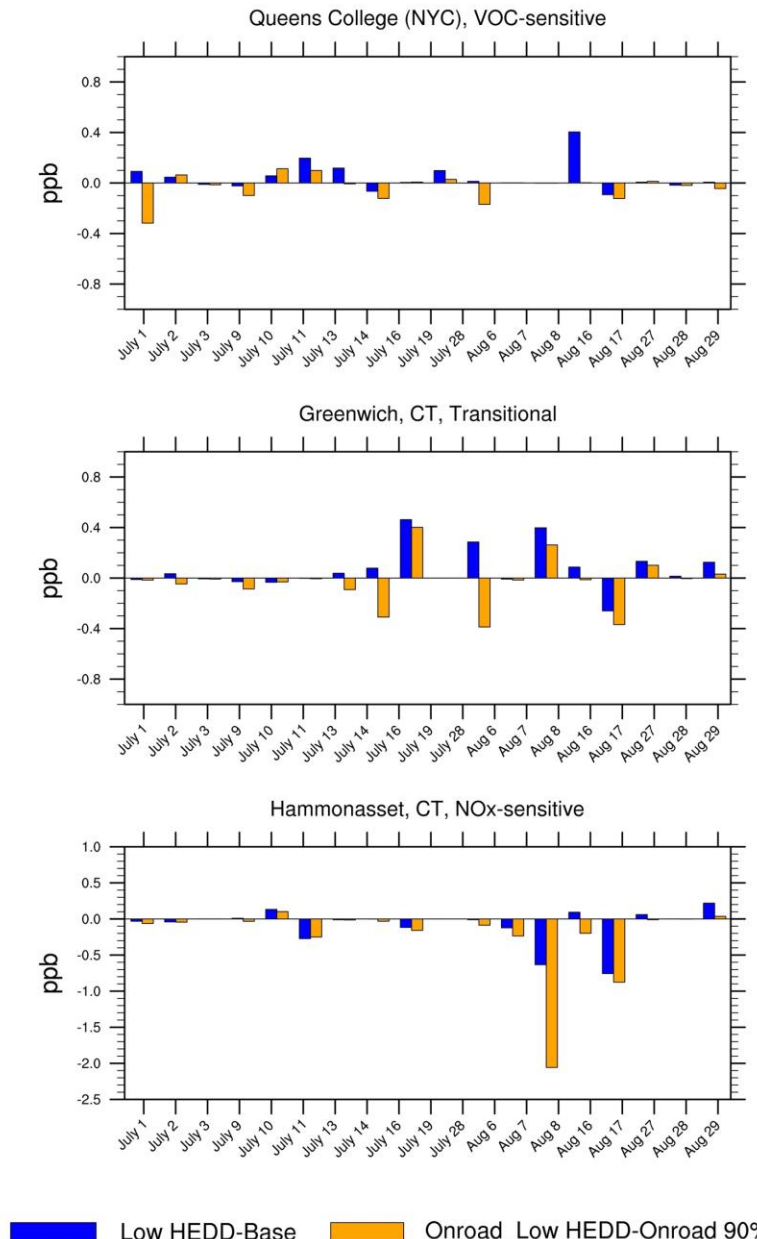 Queens College (NYC), VOC-sensitive
0.8
0.4
0.0
-0.4
-0.8
ppb
July 1 July 2 July 3 July 9 July 10 July 11 July 13 July 14 July 16 July 19 July 28 Aug 6 Aug 7 Aug 8 Aug 16 Aug 17 Aug 27 Aug 28 Aug 29
Greenwich, CT, Transitional
0.8
0.4
0.0
-0.4
-0.8
ppb
July 1 July 2 July 3 July 9 July 10 July 11 July 13 July 14 July 16 July 19 July 28 Aug 6 Aug 7 Aug 8 Aug 16 Aug 17 Aug 27 Aug 28 Aug 29
Hammonasset, CT, NOx-sensitive
1.0
0.5
0.0
-0.5
-1.0
-1.5
-2.0
-2.5
ppb
July 1 July 2 July 3 July 9 July 10 July 11 July 13 July 14 July 16 July 19 July 28 Aug 6 Aug 7 Aug 8 Aug 16 Aug 17 Aug 27 Aug 28 Aug 29
Low HEDD-Base Onroad_Low HEDD-Onroad 90%